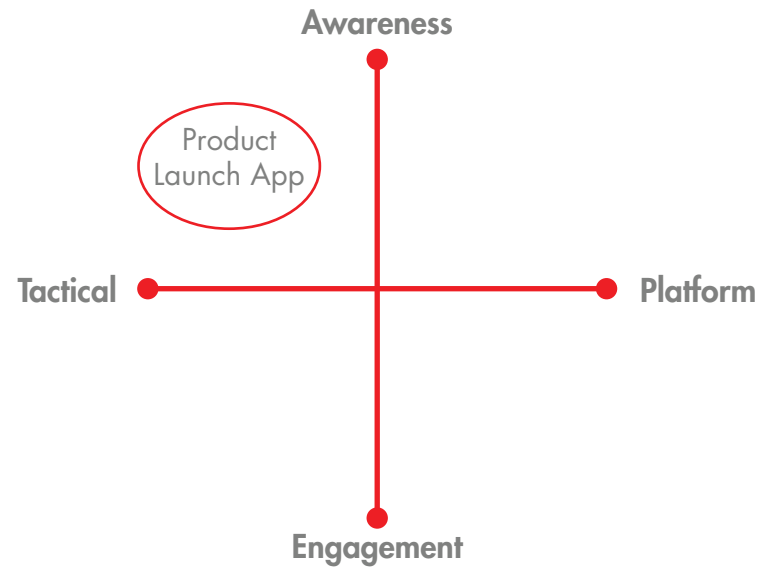 Awareness
Product
Launch App
Tactical
Platform
Engagement